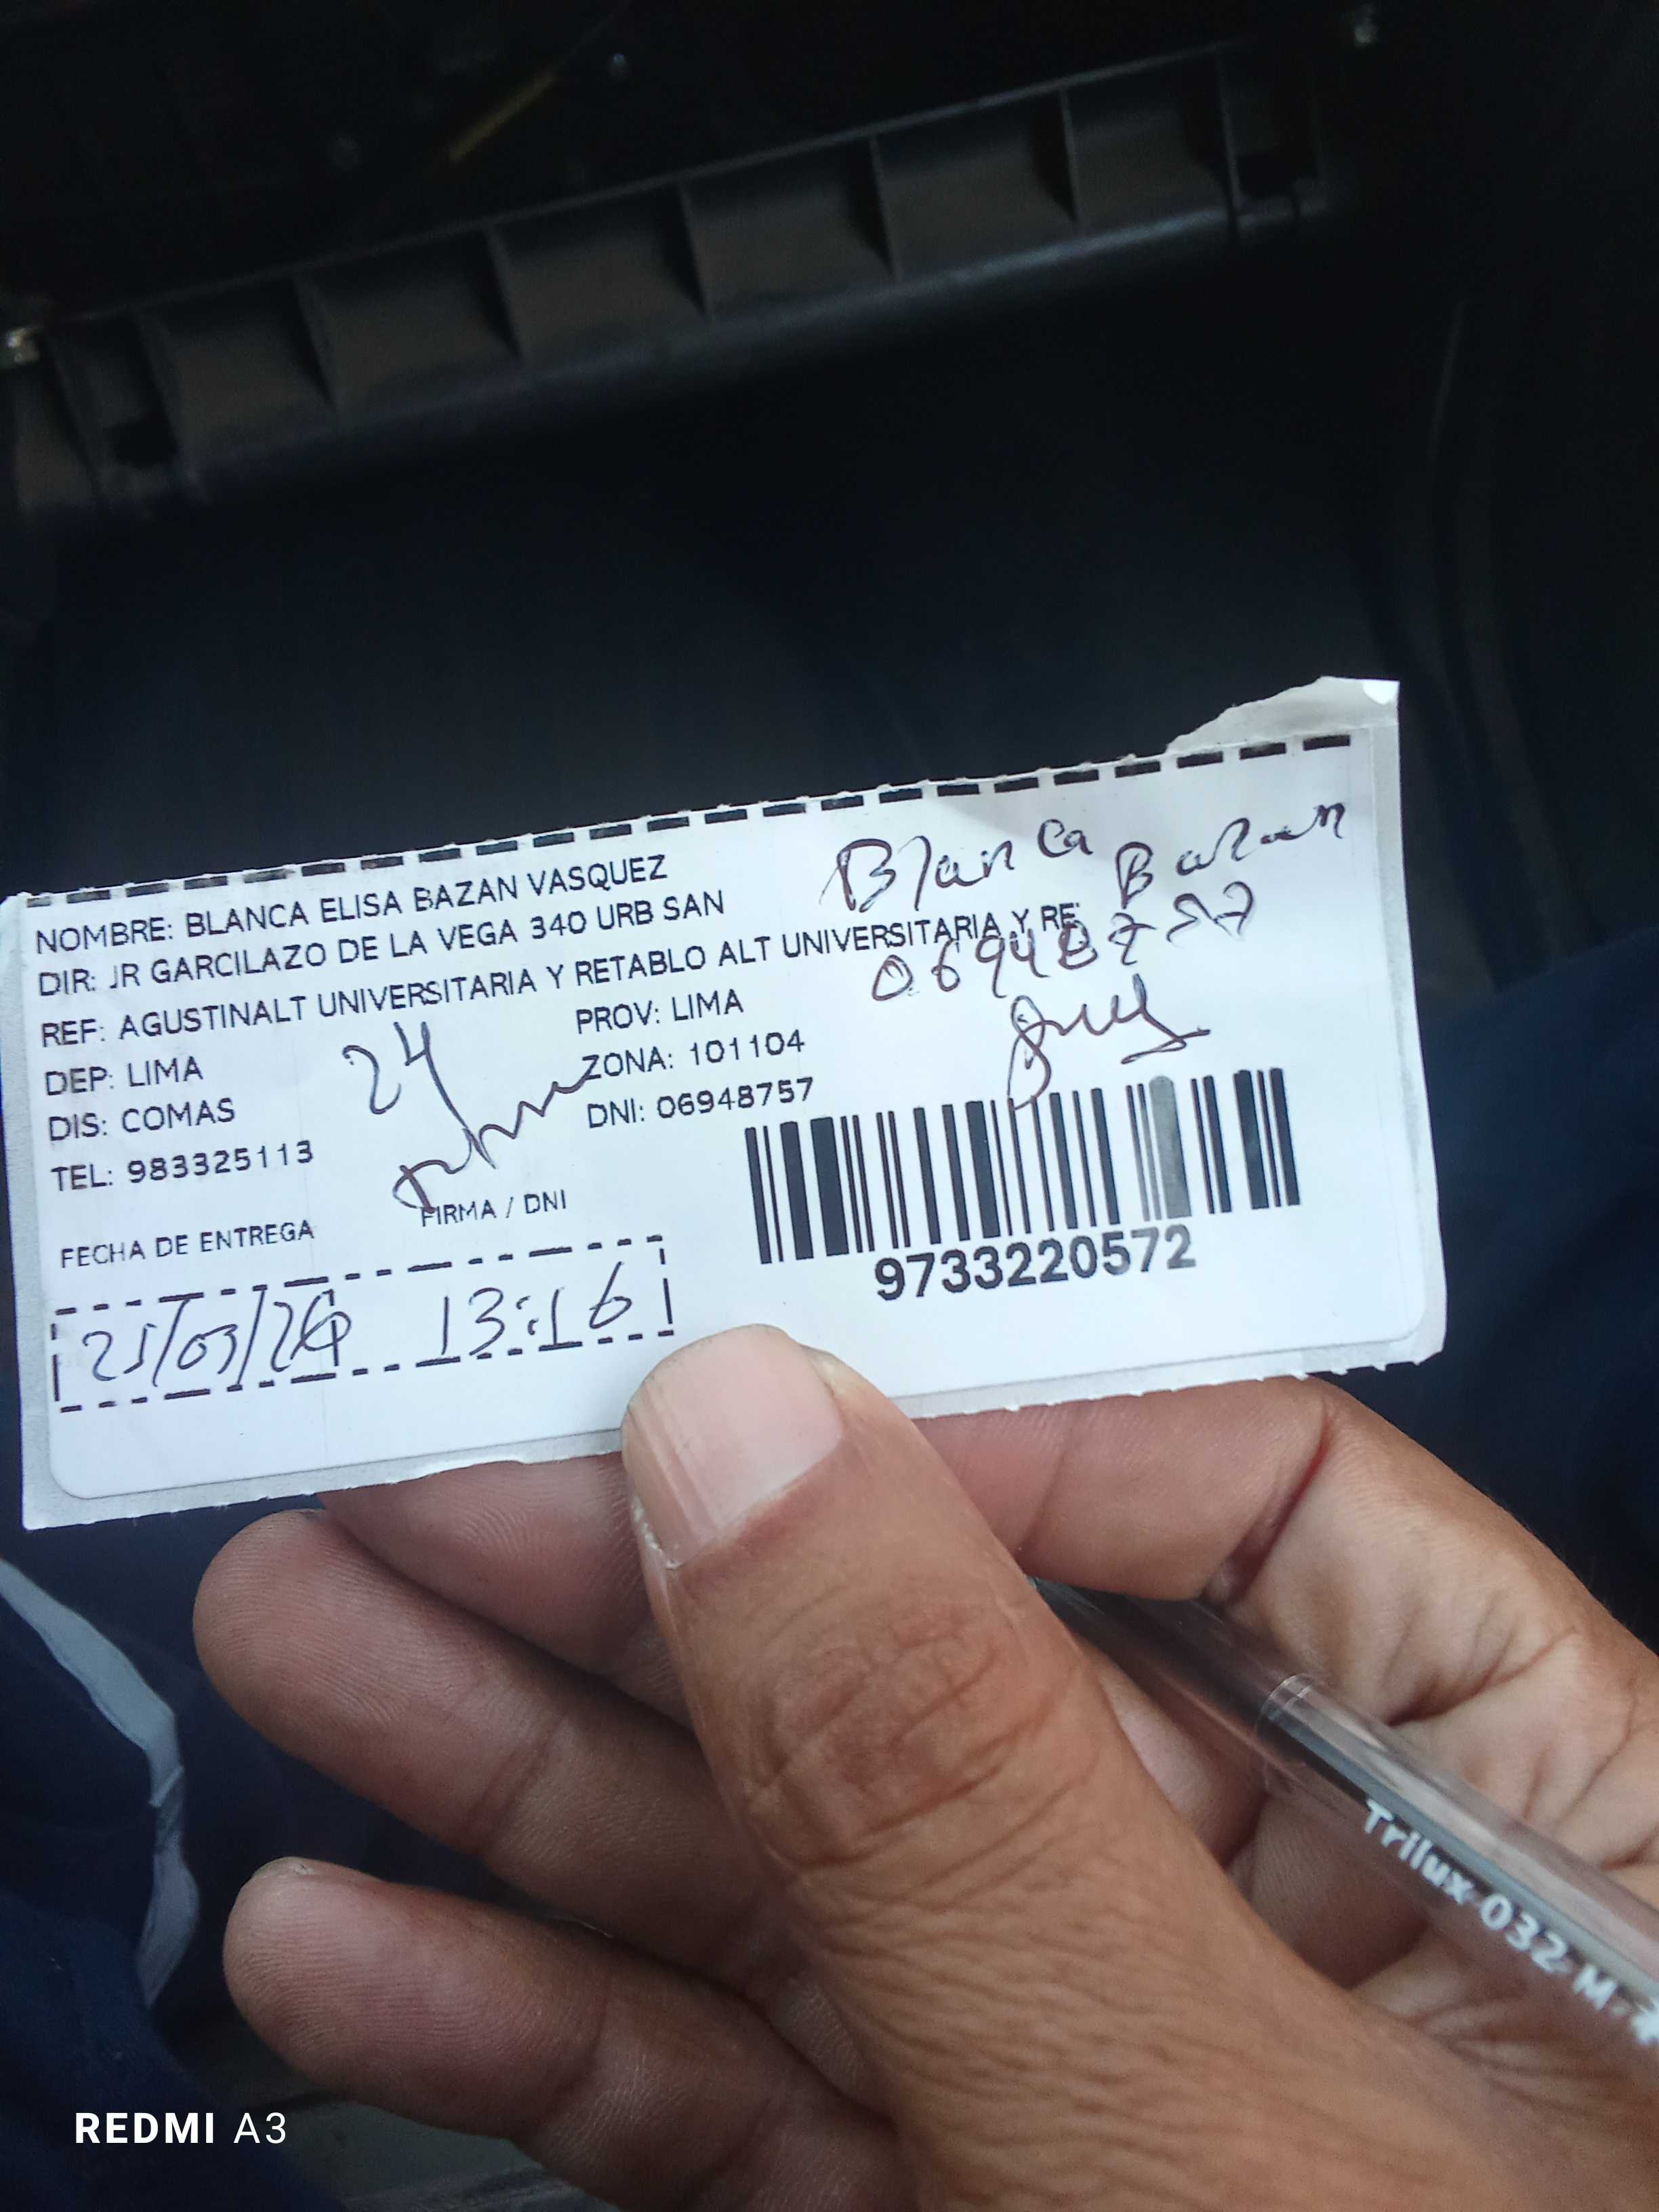 NOMBRE: BLANCA ELISA BAZAN VASQUEZ
DIR: JR GARCILAZO DE LA VEGA 340 URB SAN
REF: AGUSTINALT UNIVERSITARIA Y RETABLO ALT UNIVERSITARIA Y RE:
DEP: LIMA
PROV: LIMA
DIS: COMAS
ZONA: 101104
TEL: 983325113
DNI: 06948757
24
Blanca Bazan
FECHA DE ENTREGA
FIRMA / DNI
25/03/26 13:16
9733220572
Trilux 032 M
REDMI A3